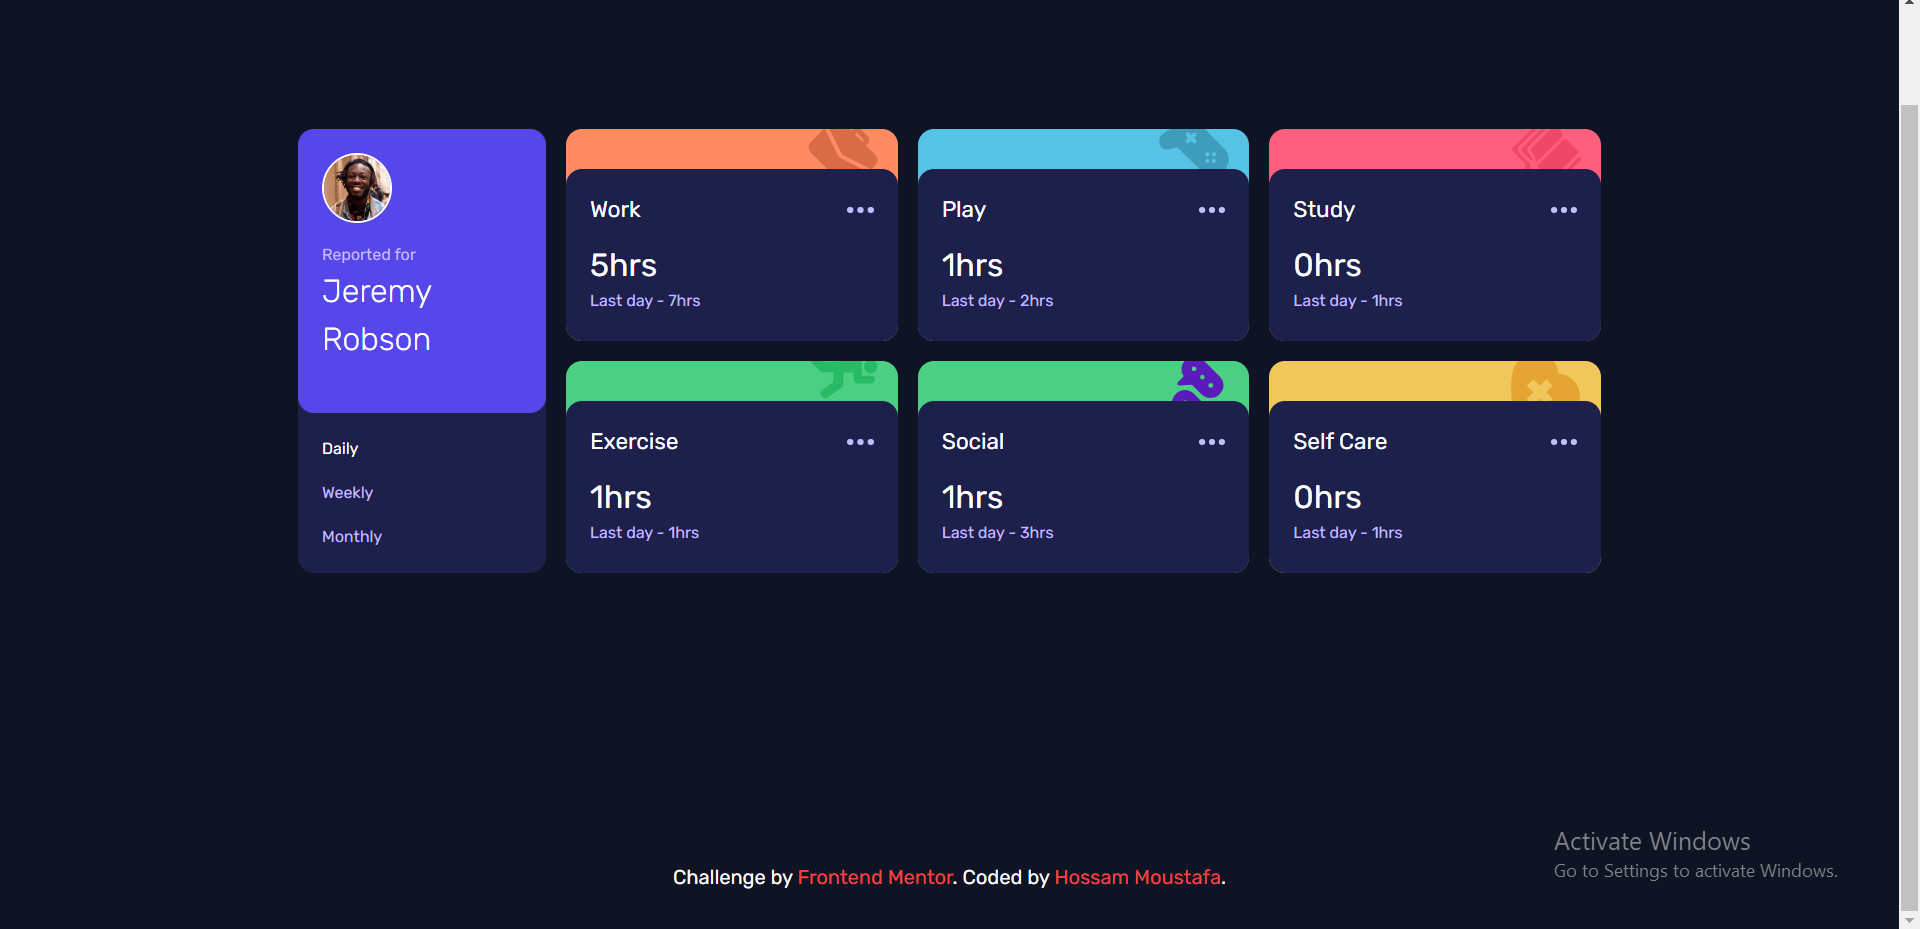 Reported for
Jeremy
Robson
Daily
Weekly
Monthly
Work
5hrs
Last day - 7hrs
Play
1hrs
Last day - 2hrs
Study
0hrs
Last day - 1hrs
Exercise
1hrs
Last day - 1hrs
Social
1hrs
Last day - 3hrs
Self Care
0hrs
Last day - 1hrs
Challenge by Frontend Mentor. Coded by Hossam Moustafa.
Activate Windows
Go to Settings to activate Windows.